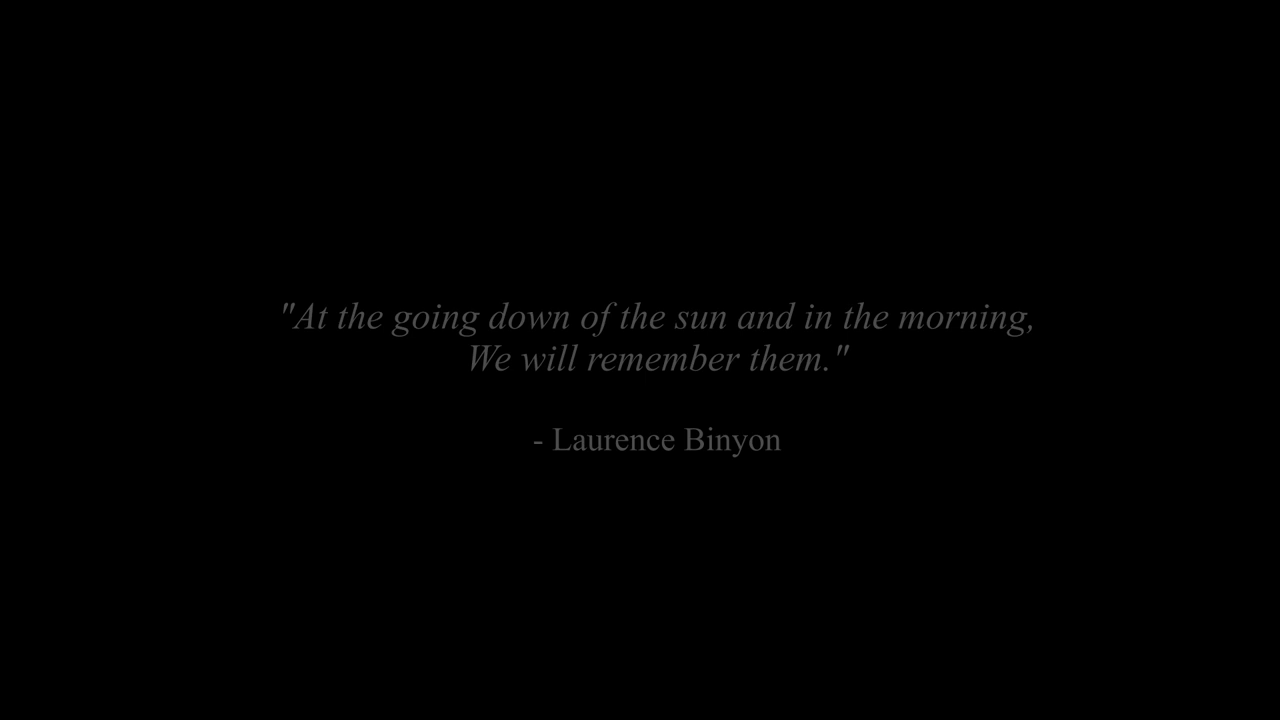 "At the going down of the sun and in the morning,
We will remember them."
- Laurence Binyon